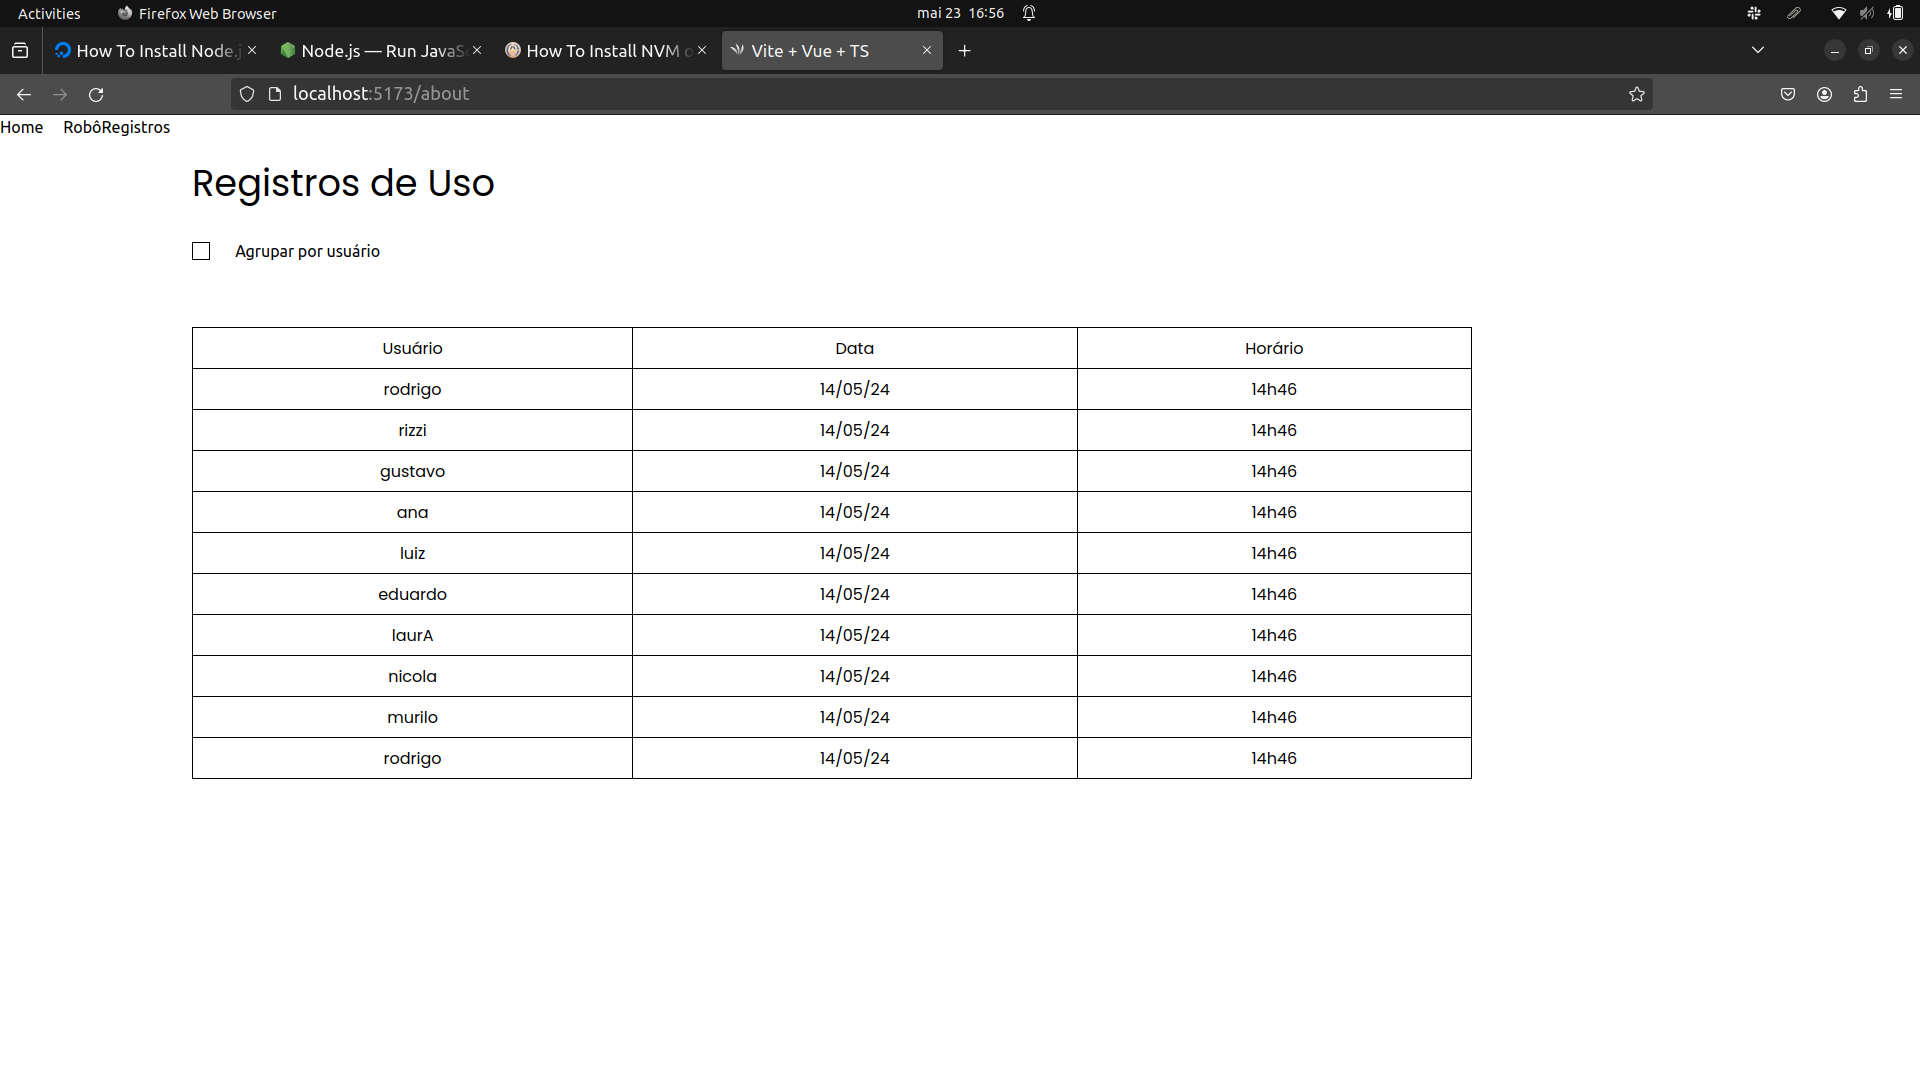 Activities Firefox Web Browser mai 23 16:56
How To Install Node.j Node.js — Run JavaSc How To Install NVM o Vite + Vue + TS
localhost:5173/about
Home RobôRegistros
Registros de Uso
Agrupar por usuário
Usuário Data Horário
rodrigo 14/05/24 14h46
rizzi 14/05/24 14h46
gustavo 14/05/24 14h46
ana 14/05/24 14h46
luiz 14/05/24 14h46
eduardo 14/05/24 14h46
laurA 14/05/24 14h46
nicola 14/05/24 14h46
murilo 14/05/24 14h46
rodrigo 14/05/24 14h46